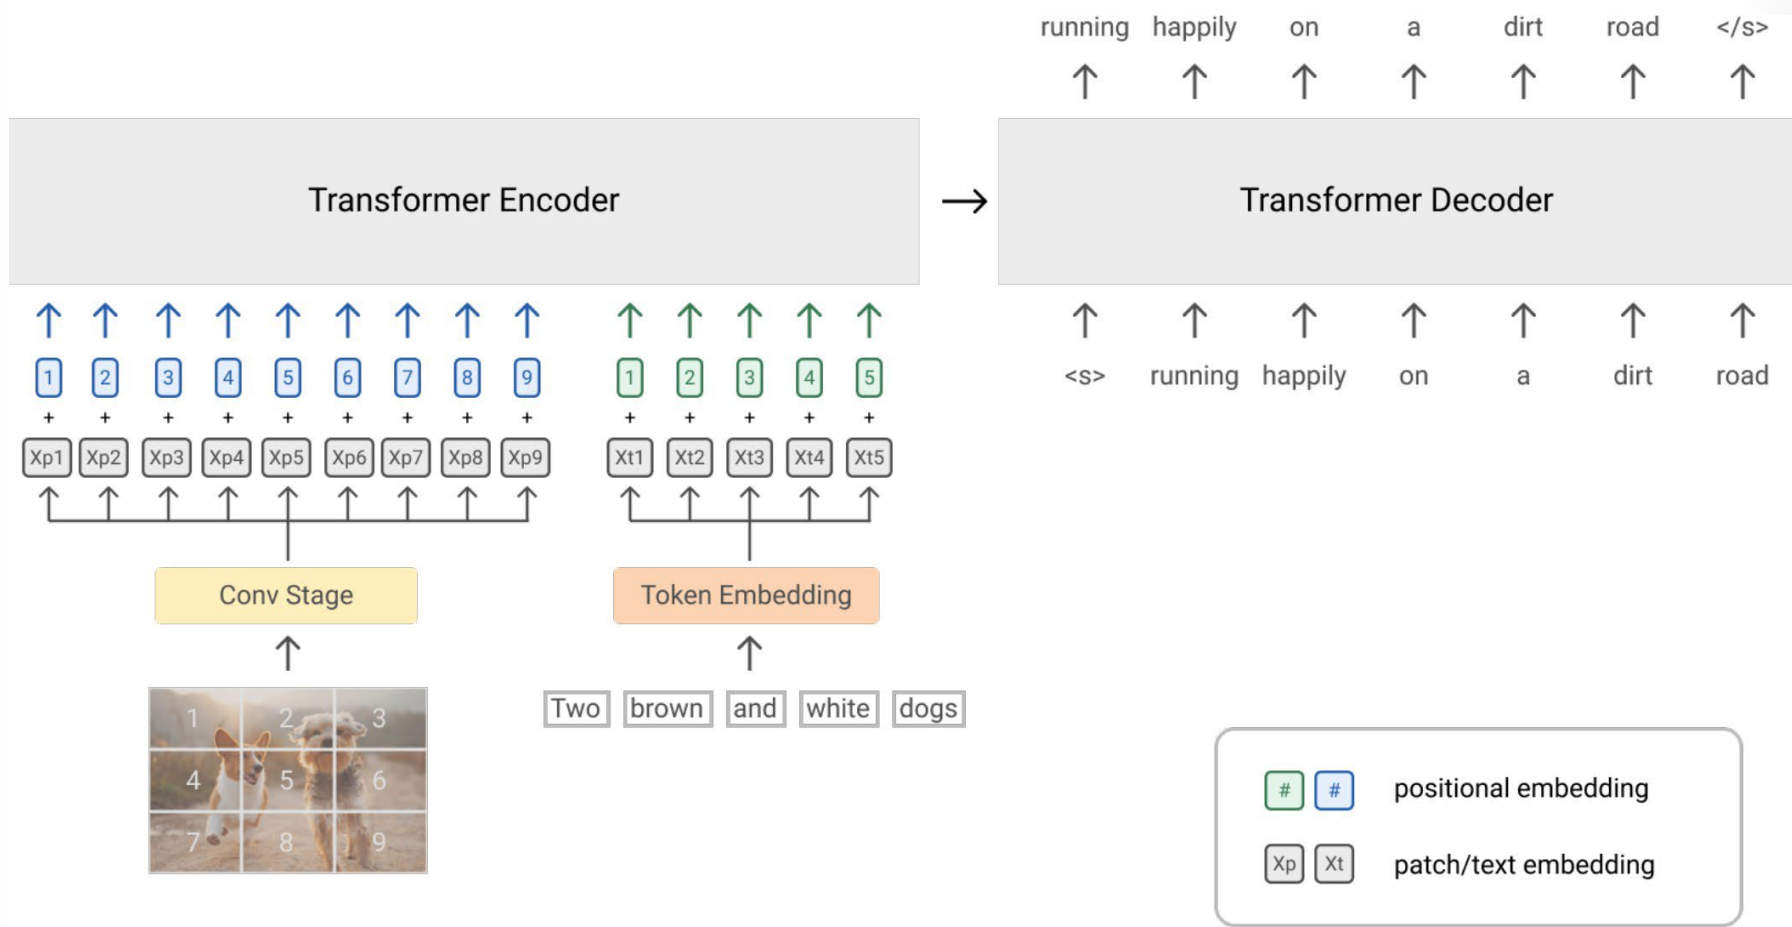 running happily on a dirt road </s>
Transformer Encoder
Transformer Decoder
1 2 3 4 5 6 7 8 9 1 2 3 4 5
<s> running happily on a dirt road
+ + + + + + + + + + + + + +
Xp1 Xp2 Xp3 Xp4 Xp5 Xp6 Xp7 Xp8 Xp9 Xt1 Xt2 Xt3 Xt4 Xt5
Conv Stage
Token Embedding
1 2 3
4 5 6
7 8 9
Two brown and white dogs
# # positional embedding
Xp Xt patch/text embedding